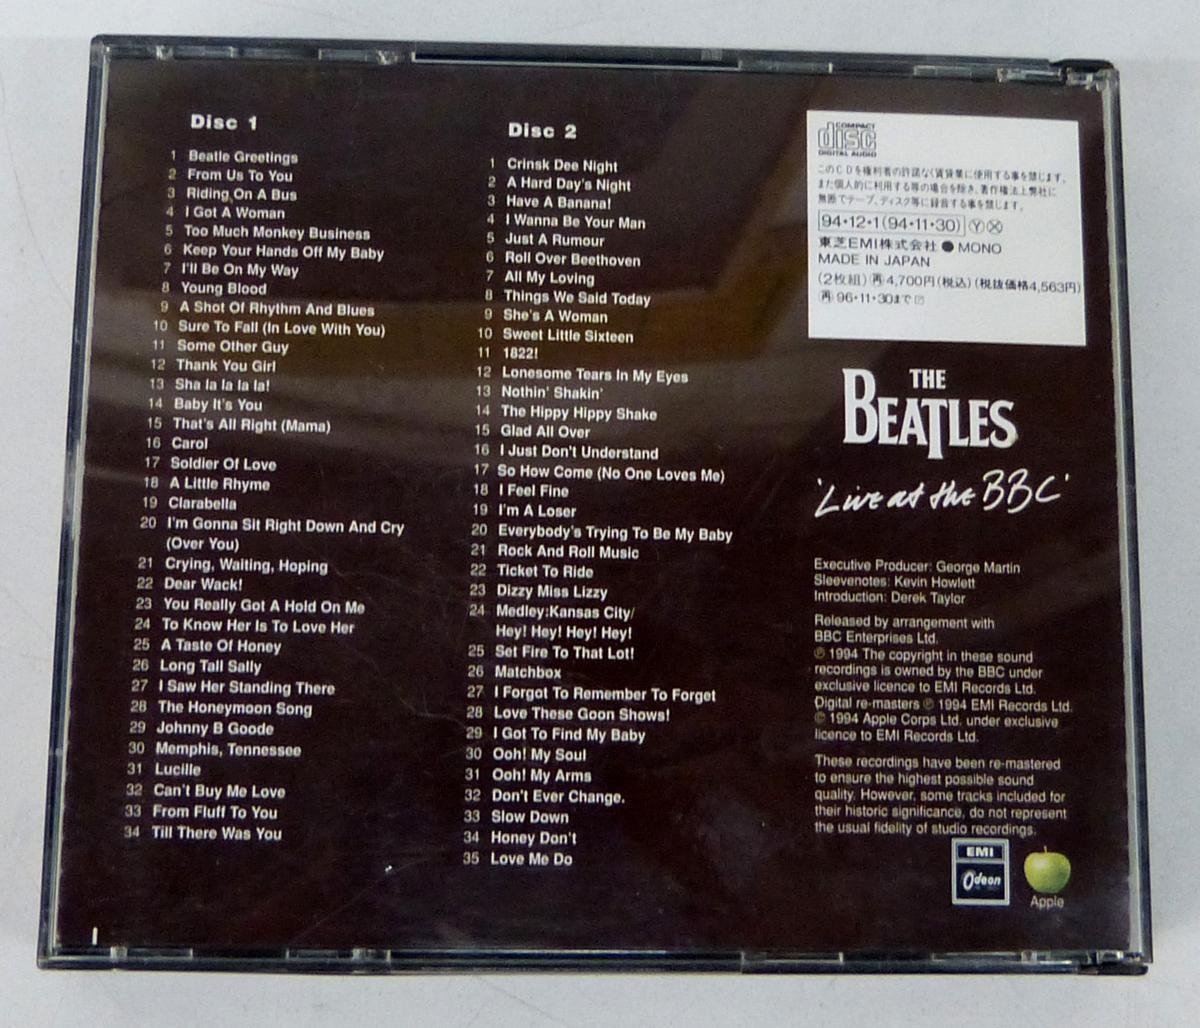 Disc 1
1 Beatle Greetings
2 From Us To You
3 Riding On A Bus
4 I Got A Woman
5 Too Much Monkey Business
6 Keep Your Hands Off My Baby
7 I'll Be On My Way
8 Young Blood
9 A Shot Of Rhythm And Blues
10 Sure To Fall (In Love With You)
11 Some Other Guy
12 Thank You Girl
13 Sha la la la la!
14 Baby It's You
15 That's All Right (Mama)
16 Carol
17 Soldier Of Love
18 A Little Rhyme
19 Clarabella
20 I'm Gonna Sit Right Down And Cry
(Over You)
21 Crying, Waiting, Hoping
22 Dear Wack!
23 You Really Got A Hold On Me
24 To Know Her Is To Love Her
25 A Taste Of Honey
26 Long Tall Sally
27 I Saw Her Standing There
28 The Honeymoon Song
29 Johnny B Goode
30 Memphis, Tennessee
31 Lucille
32 Can't Buy Me Love
33 From Fluff To You
34 Till There Was You
Disc 2
1 Crinsk Dee Night
2 A Hard Day's Night
3 Have A Banana!
4 I Wanna Be Your Man
5 Just A Rumour
6 Roll Over Beethoven
7 All My Loving
8 Things We Said Today
9 She's A Woman
10 Sweet Little Sixteen
11 1822!
12 Lonesome Tears In My Eyes
13 Nothin' Shakin'
14 The Hippy Hippy Shake
15 Glad All Over
16 I Just Don't Understand
17 So How Come (No One Loves Me)
18 I Feel Fine
19 I'm A Loser
20 Everybody's Trying To Be My Baby
21 Rock And Roll Music
22 Ticket To Ride
23 Dizzy Miss Lizzy
24 Medley:Kansas City/
Hey! Hey! Hey! Hey!
25 Set Fire To That Lot!
26 Matchbox
27 I Forgot To Remember To Forget
28 Love These Goon Shows!
29 I Got To Find My Baby
30 Ooh! My Soul
31 Ooh! My Arms
32 Don't Ever Change.
33 Slow Down
34 Honey Don't
35 Love Me Do
COMPACT
disc
DIGITAL AUDIO
このCDを権利者の許諾なく賃貸業に使用する事を禁じます。
また個人的に利用する等の場合を除き、著作権法上弊社に
無断でテープ、ディスク等に録音する事を禁じます。
94・12・1(94・11・30) Ⓨ Ⓧ
東芝EMI株式会社 ● MONO
MADE IN JAPAN
(2枚組) ㊗再 4,700円(税込)(税抜価格4,563円)
再 96・11・30まで
THE
BEATLES
'Live at the BBC'
Executive Producer: George Martin
Sleevenotes: Kevin Howlett
Introduction: Derek Taylor
Released by arrangement with
BBC Enterprises Ltd.
℗ 1994 The copyright in these sound
recordings is owned by the BBC under
exclusive licence to EMI Records Ltd.
Digital re-masters ℗ 1994 EMI Records Ltd.
© 1994 Apple Corps Ltd. under exclusive
licence to EMI Records Ltd.
These recordings have been re-mastered
to ensure the highest possible sound
quality. However, some tracks included for
their historic significance, do not represent
the usual fidelity of studio recordings.
EMI
Odeon
Apple